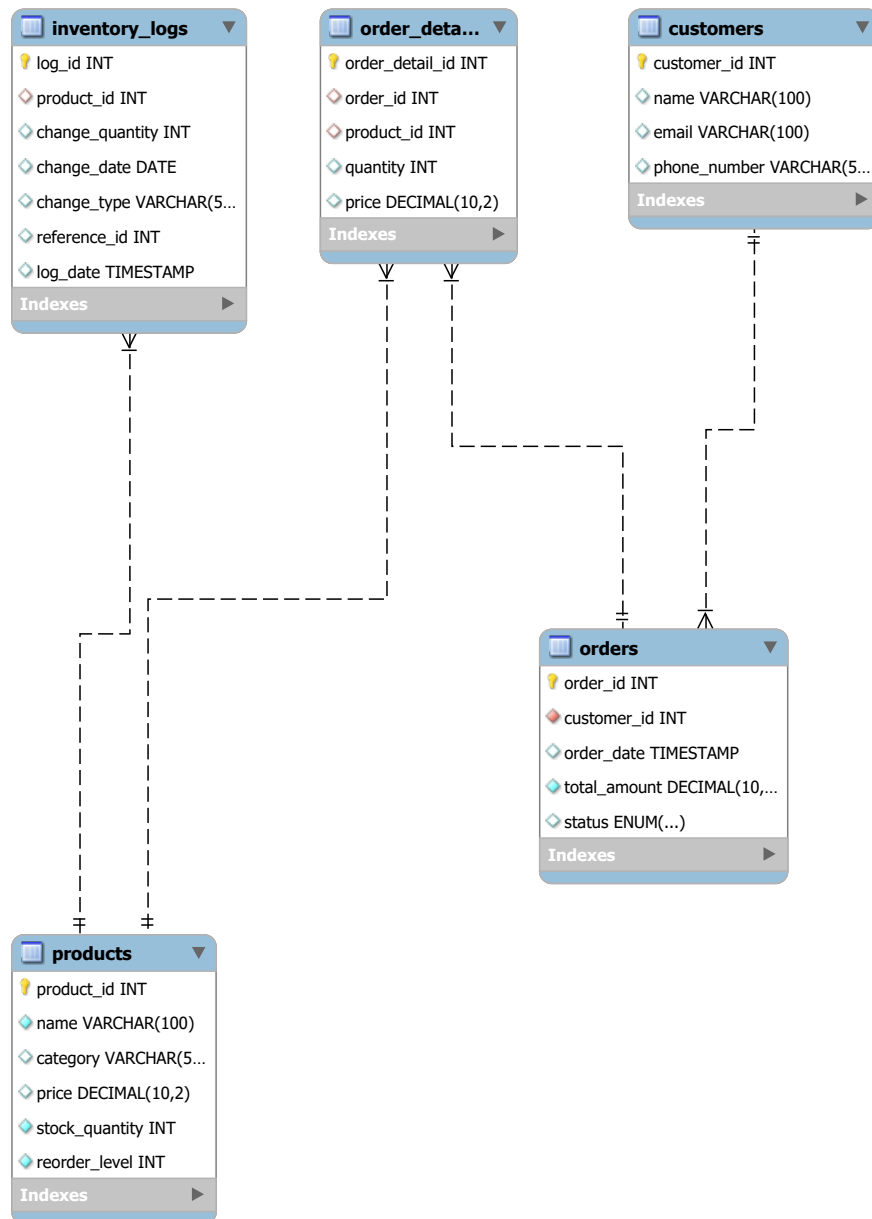 inventory_logs
log_id INT
product_id INT
change_quantity INT
change_date DATE
change_type VARCHAR(5...
reference_id INT
log_date TIMESTAMP
Indexes
order_deta...
order_detail_id INT
order_id INT
product_id INT
quantity INT
price DECIMAL(10,2)
Indexes
customers
customer_id INT
name VARCHAR(100)
email VARCHAR(100)
phone_number VARCHAR(5...
Indexes
orders
order_id INT
customer_id INT
order_date TIMESTAMP
total_amount DECIMAL(10,...
status ENUM(...)
Indexes
products
product_id INT
name VARCHAR(100)
category VARCHAR(5...
price DECIMAL(10,2)
stock_quantity INT
reorder_level INT
Indexes